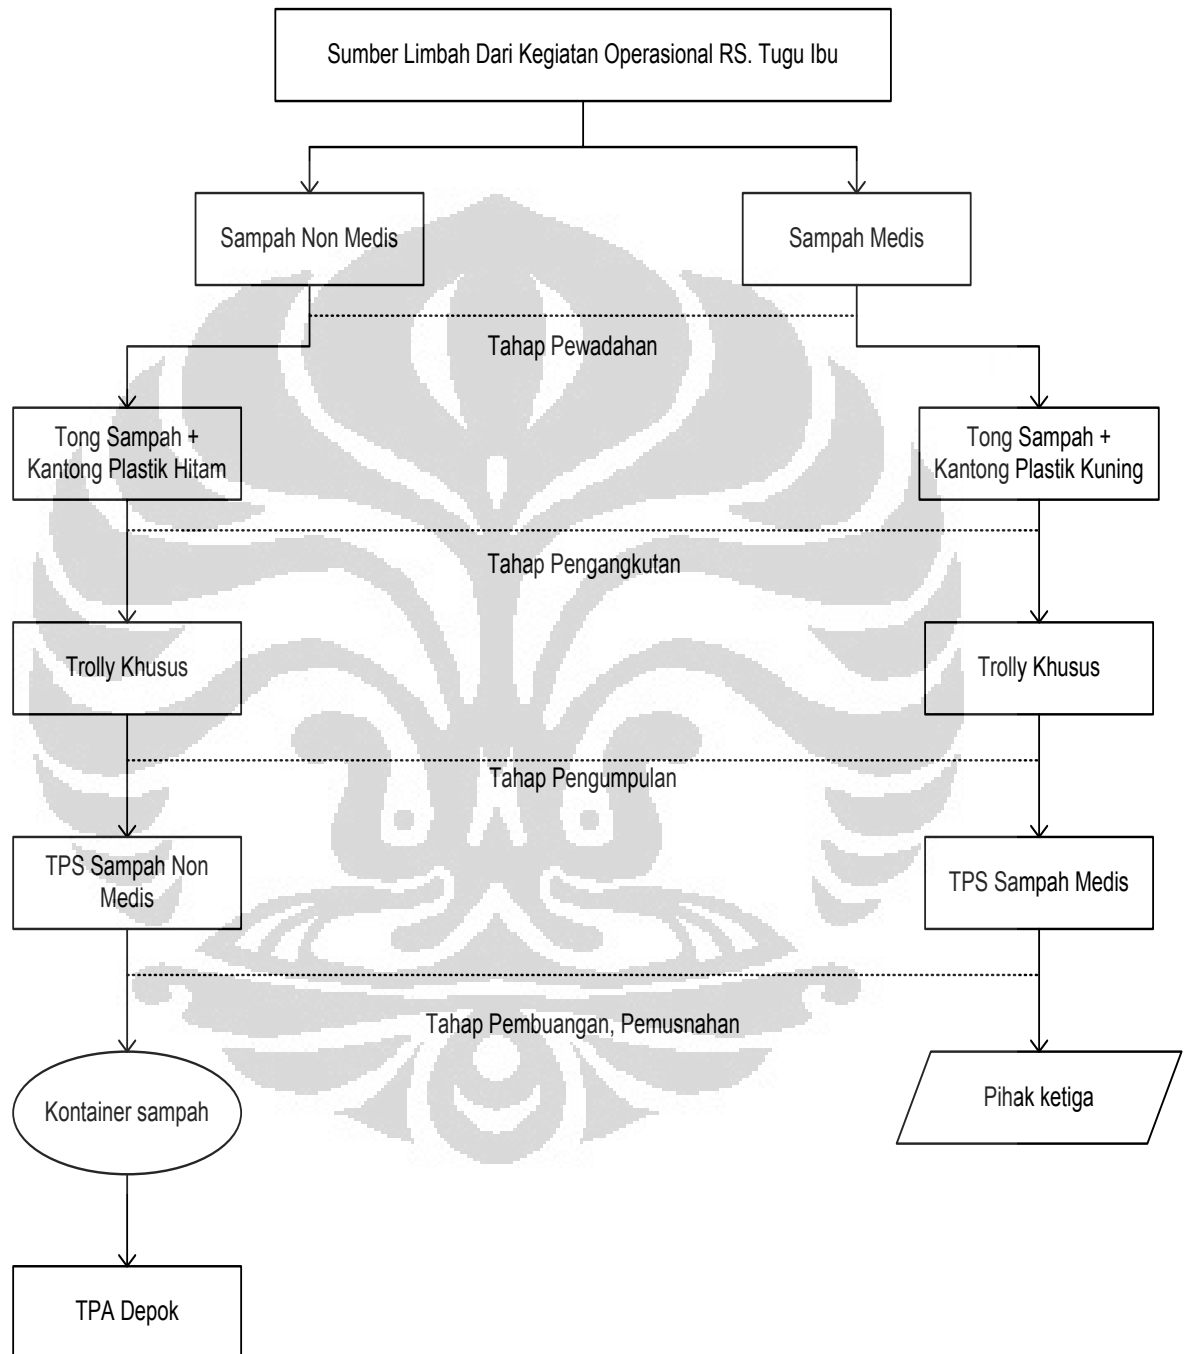 Sumber Limbah Dari Kegiatan Operasional RS. Tugu Ibu
Sampah Non Medis
Sampah Medis
Tahap Pewadahan
Tong Sampah +
Kantong Plastik Hitam
Tong Sampah +
Kantong Plastik Kuning
Tahap Pengangkutan
Trolly Khusus
Trolly Khusus
Tahap Pengumpulan
TPS Sampah Non
Medis
TPS Sampah Medis
Tahap Pembuangan, Pemusnahan
Kontainer sampah
Pihak ketiga
TPA Depok